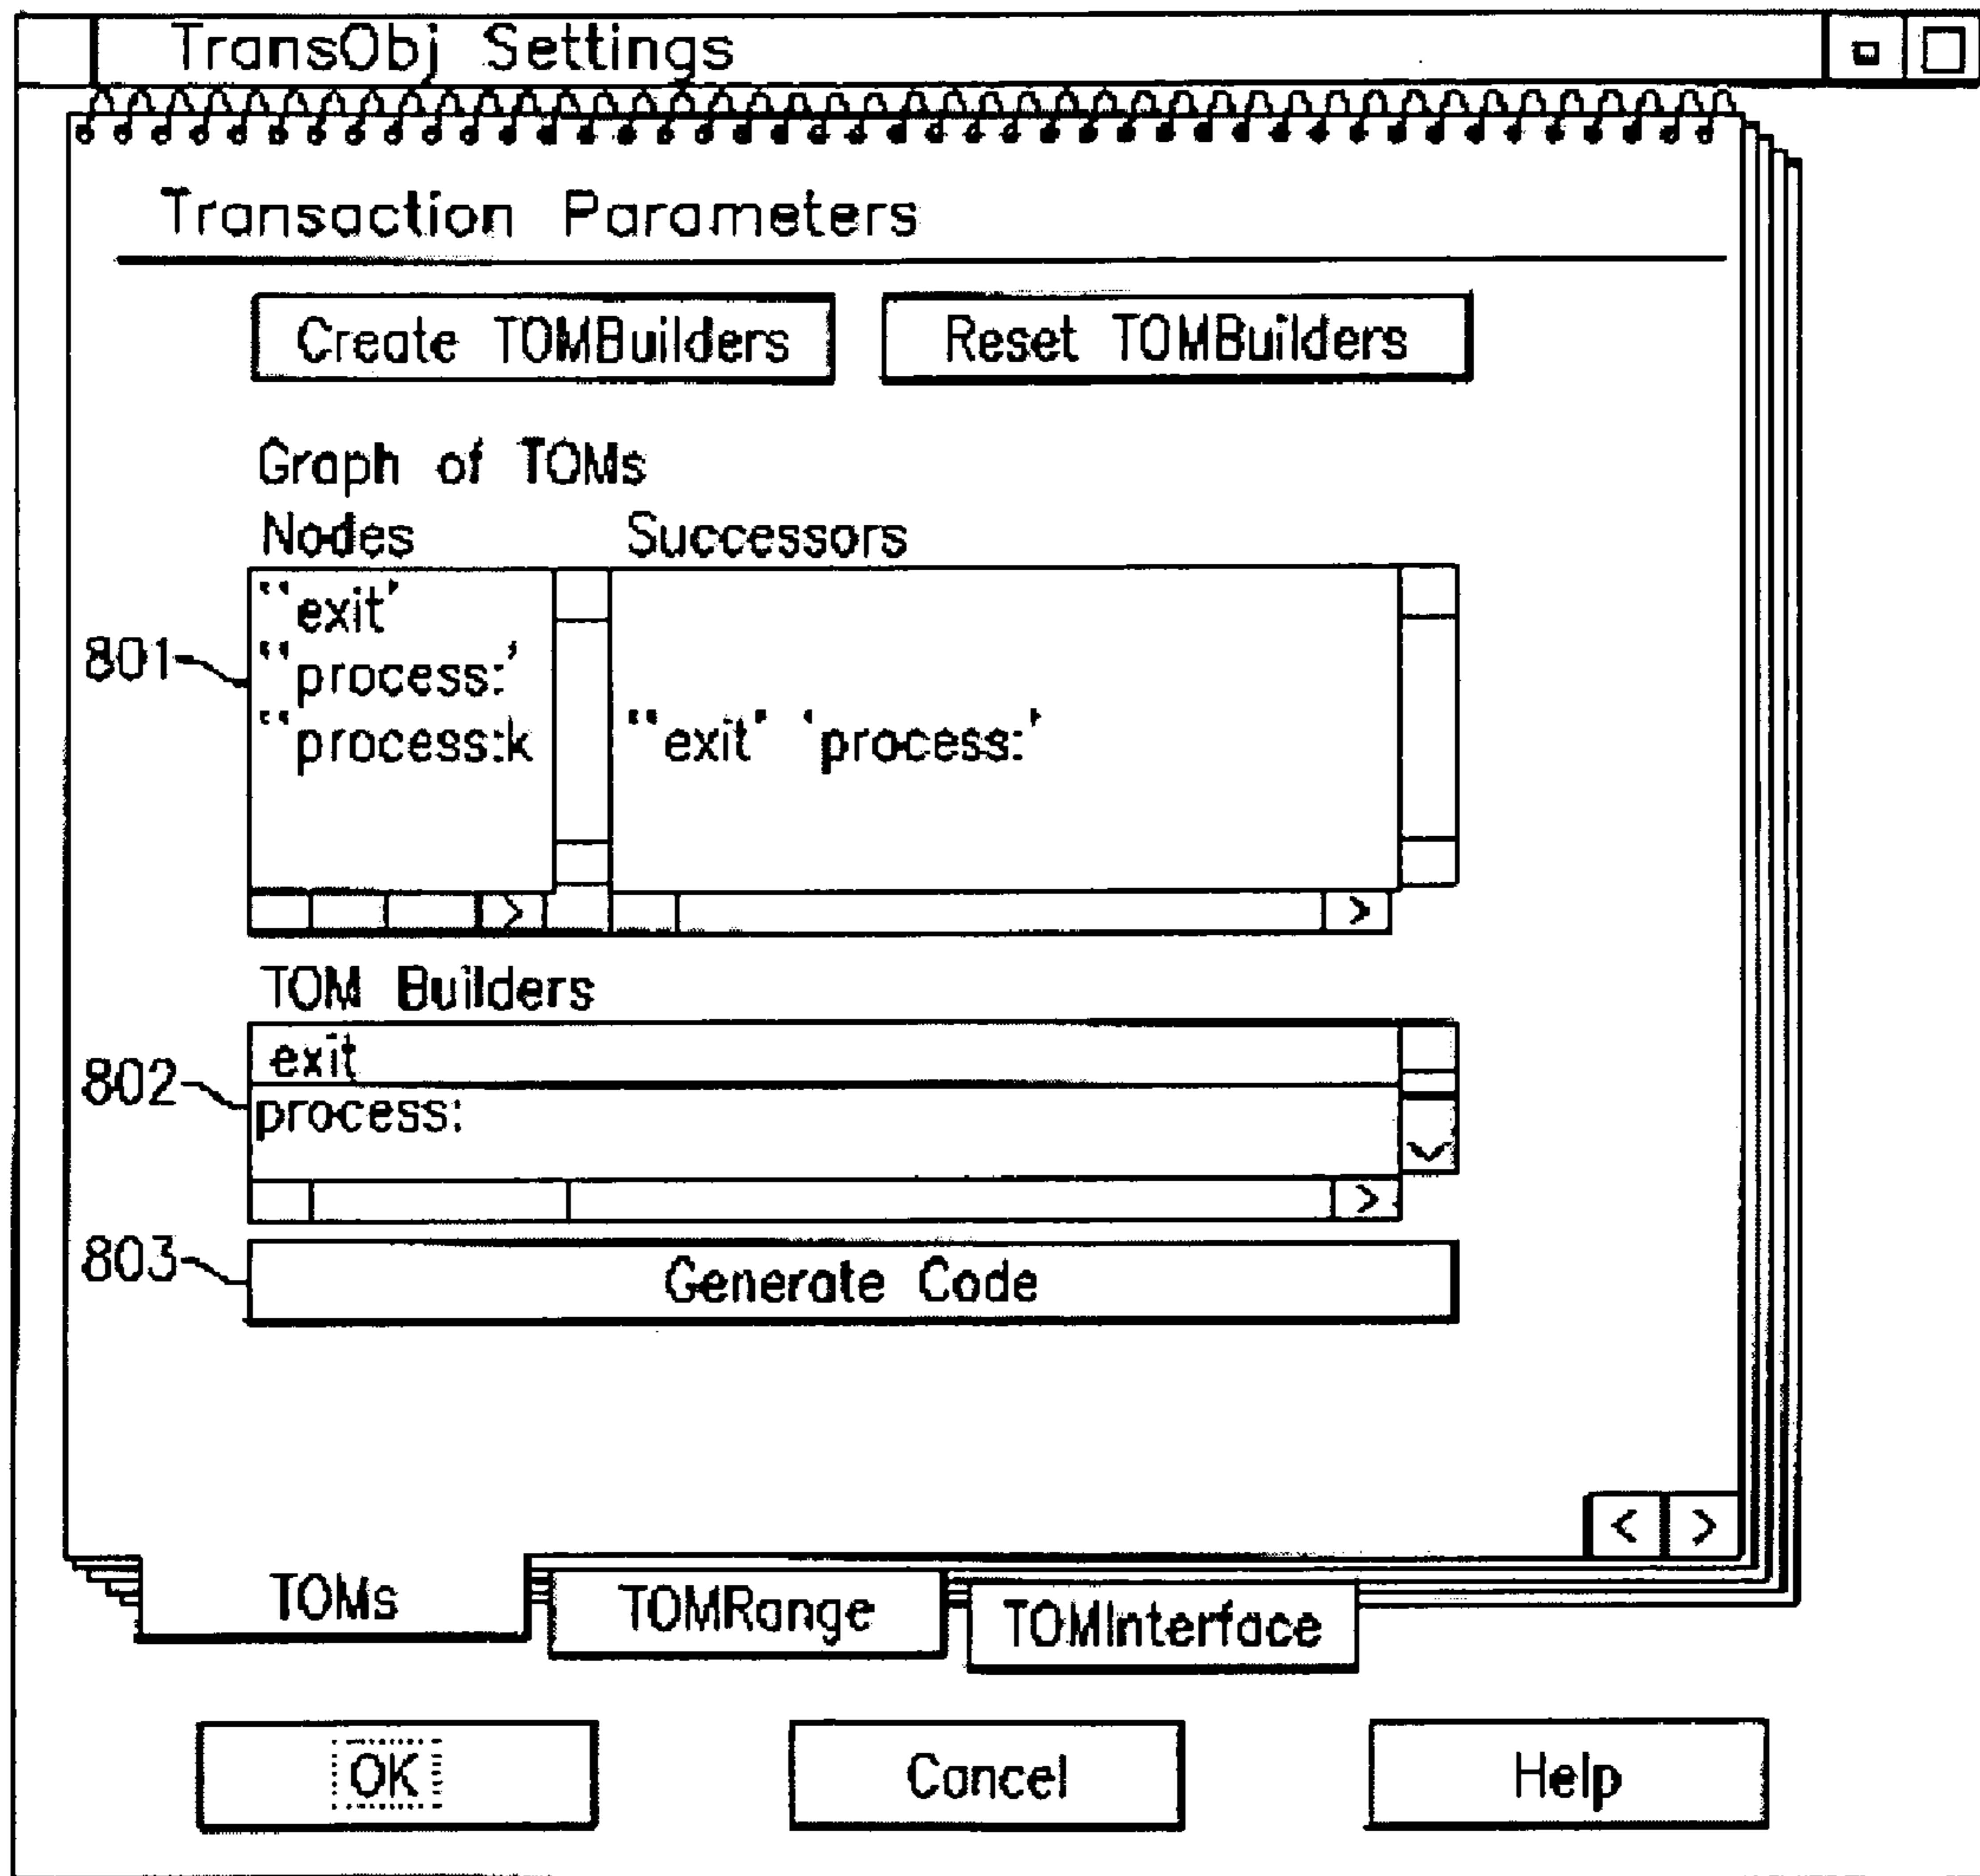 TransObj Settings
Transaction Parameters
Create TOMBuilders Reset TOMBuilders
Graph of TOMs
Nodes Successors
"'exit'
801 "'process:'
"'process:k "'exit' 'process:'
>  >
TOM Builders
exit
802 process:
>
803 Generate Code
< >
TOMs TOMRange TOMInterface
OK Cancel Help